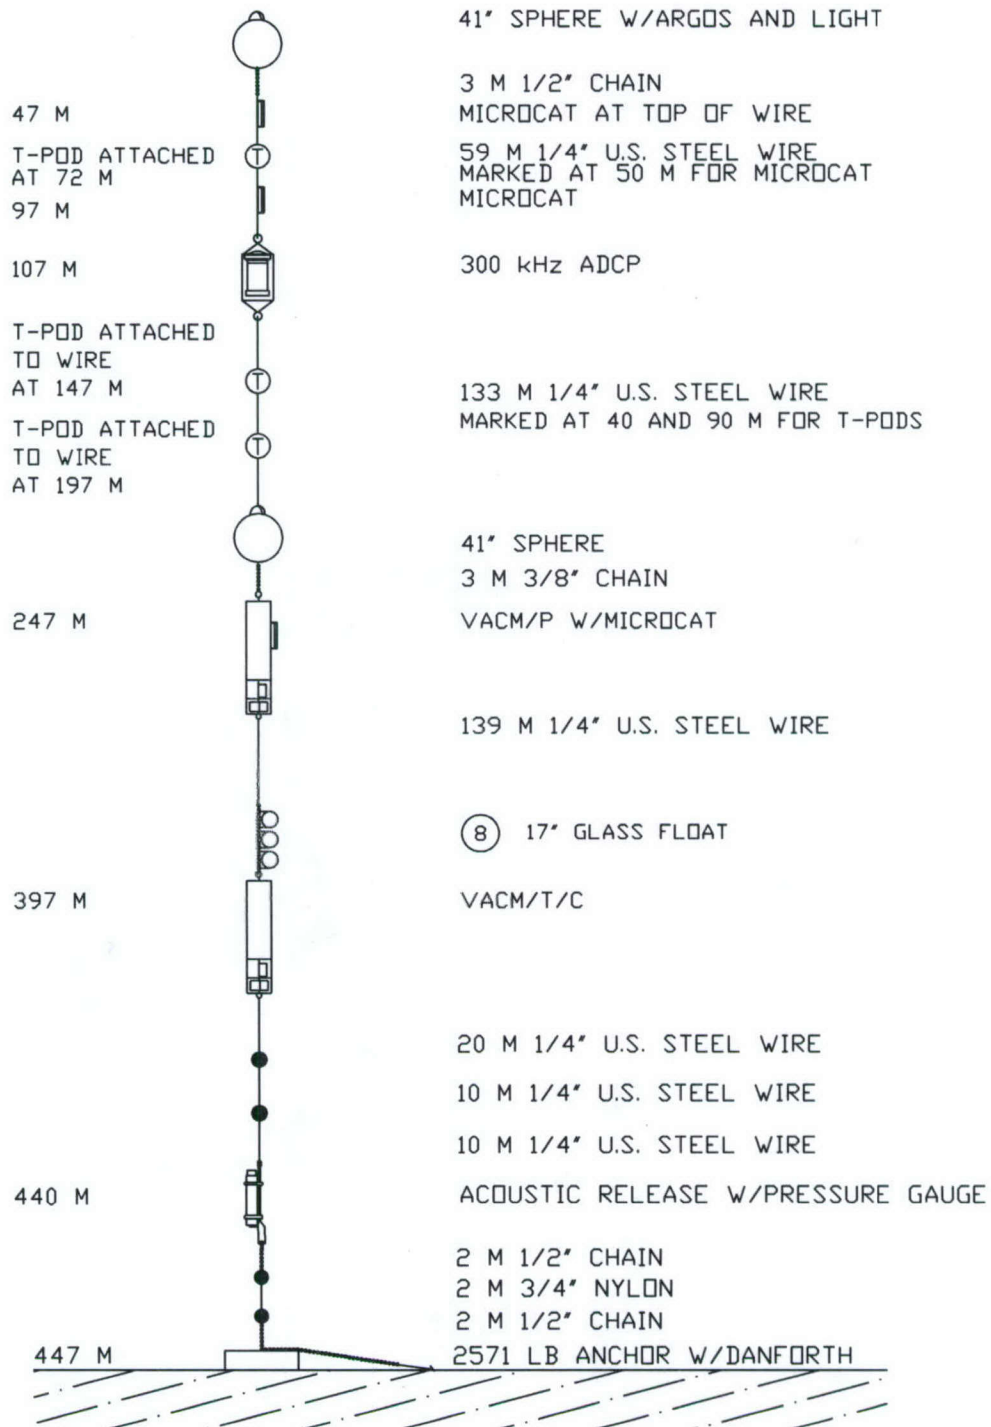 41" SPHERE W/ARGOS AND LIGHT
3 M 1/2" CHAIN
47 M
MICROCAT AT TOP OF WIRE
T-POD ATTACHED
AT 72 M
T
59 M 1/4" U.S. STEEL WIRE
MARKED AT 50 M FOR MICROCAT
MICROCAT
97 M
107 M
300 kHz ADCP
T-POD ATTACHED
TO WIRE
AT 147 M
T
133 M 1/4" U.S. STEEL WIRE
MARKED AT 40 AND 90 M FOR T-PODS
T-POD ATTACHED
TO WIRE
AT 197 M
T
41" SPHERE
3 M 3/8" CHAIN
247 M
VACM/P W/MICROCAT
139 M 1/4" U.S. STEEL WIRE
8 17" GLASS FLOAT
397 M
VACM/T/C
20 M 1/4" U.S. STEEL WIRE
10 M 1/4" U.S. STEEL WIRE
10 M 1/4" U.S. STEEL WIRE
440 M
ACOUSTIC RELEASE W/PRESSURE GAUGE
2 M 1/2" CHAIN
2 M 3/4" NYLON
2 M 1/2" CHAIN
447 M
2571 LB ANCHOR W/DANFORTH